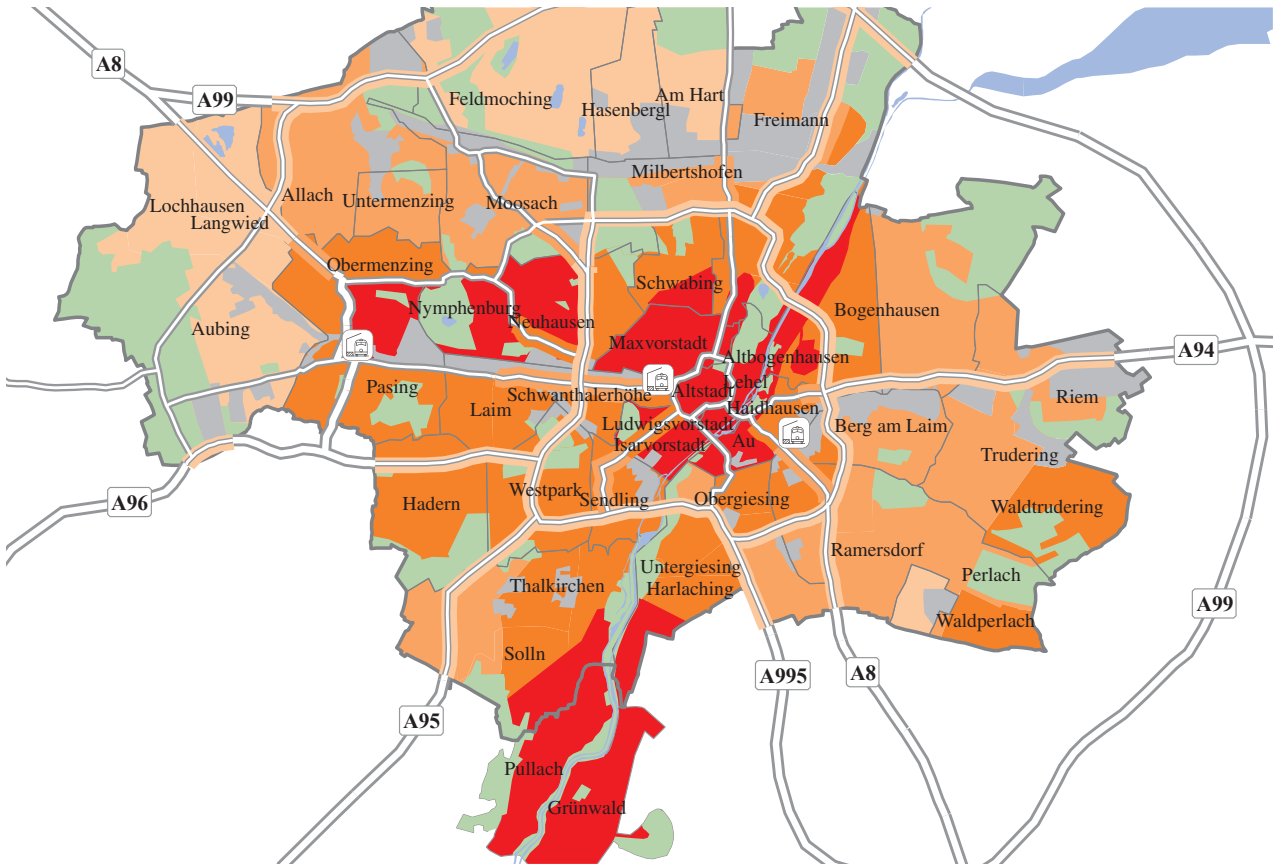 A8
A99
Feldmoching
Am Hart
Hasenbergl
Freimann
Milbertshofen
Allach
Untermenzing
Moosach
Lochhausen
Langwied
Obermenzing
Schwabing
Nymphenburg
Neuhausen
Bogenhausen
Aubing
Maxvorstadt
Altbogenhausen
A94
Pasing
Schwanthalerhöhe
Altstadt
Lehel
Riem
Laim
Haidhausen
Ludwigsvorstadt
Isarvorstadt
Au
Berg am Laim
Trudering
A96
Hadern
Westpark
Sendling
Obergiesing
Waldtrudering
Ramersdorf
Untergiesing
Harlaching
Thalkirchen
Perlach
A99
Waldperlach
Solln
A995
A8
A95
Pullach
Grünwald